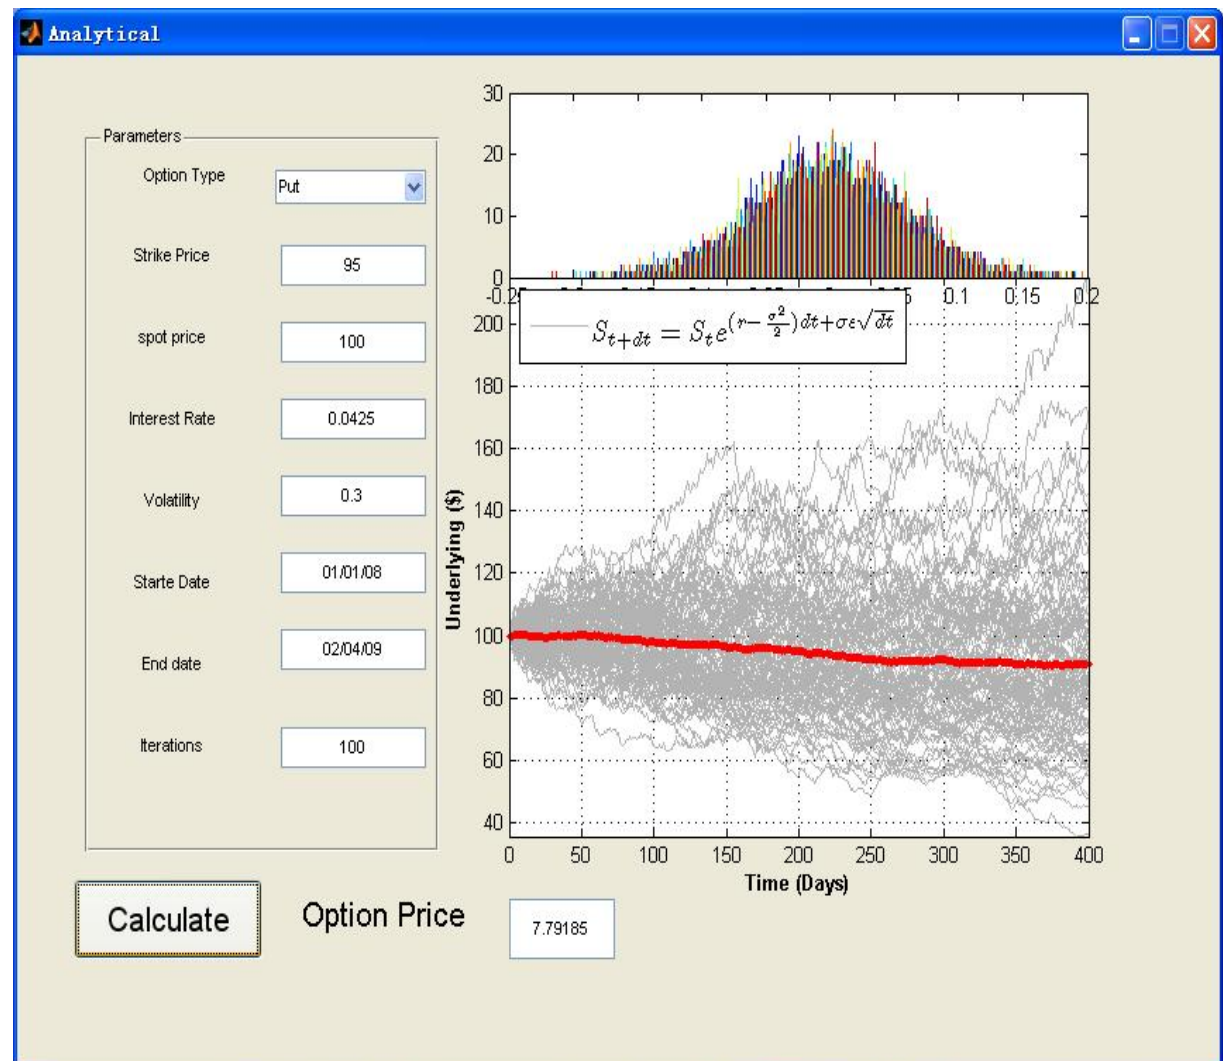 Analytical
Parameters
Option Type
Put
Strike Price
95
spot price
100
Interest Rate
0.0425
Volatility
0.3
Starte Date
01/01/08
End date
02/04/09
Iterations
100
Calculate
Option Price
7.79185
30
20
10
0
0.1 0.15 0.2
S_{t+dt} = S_t e^{(r-\frac{σ^2}{2})dt+σε\sqrt{dt}}
200
180
160
140
120
100
80
60
40
Underlying ($)
0 50 100 150 200 250 300 350 400
Time (Days)